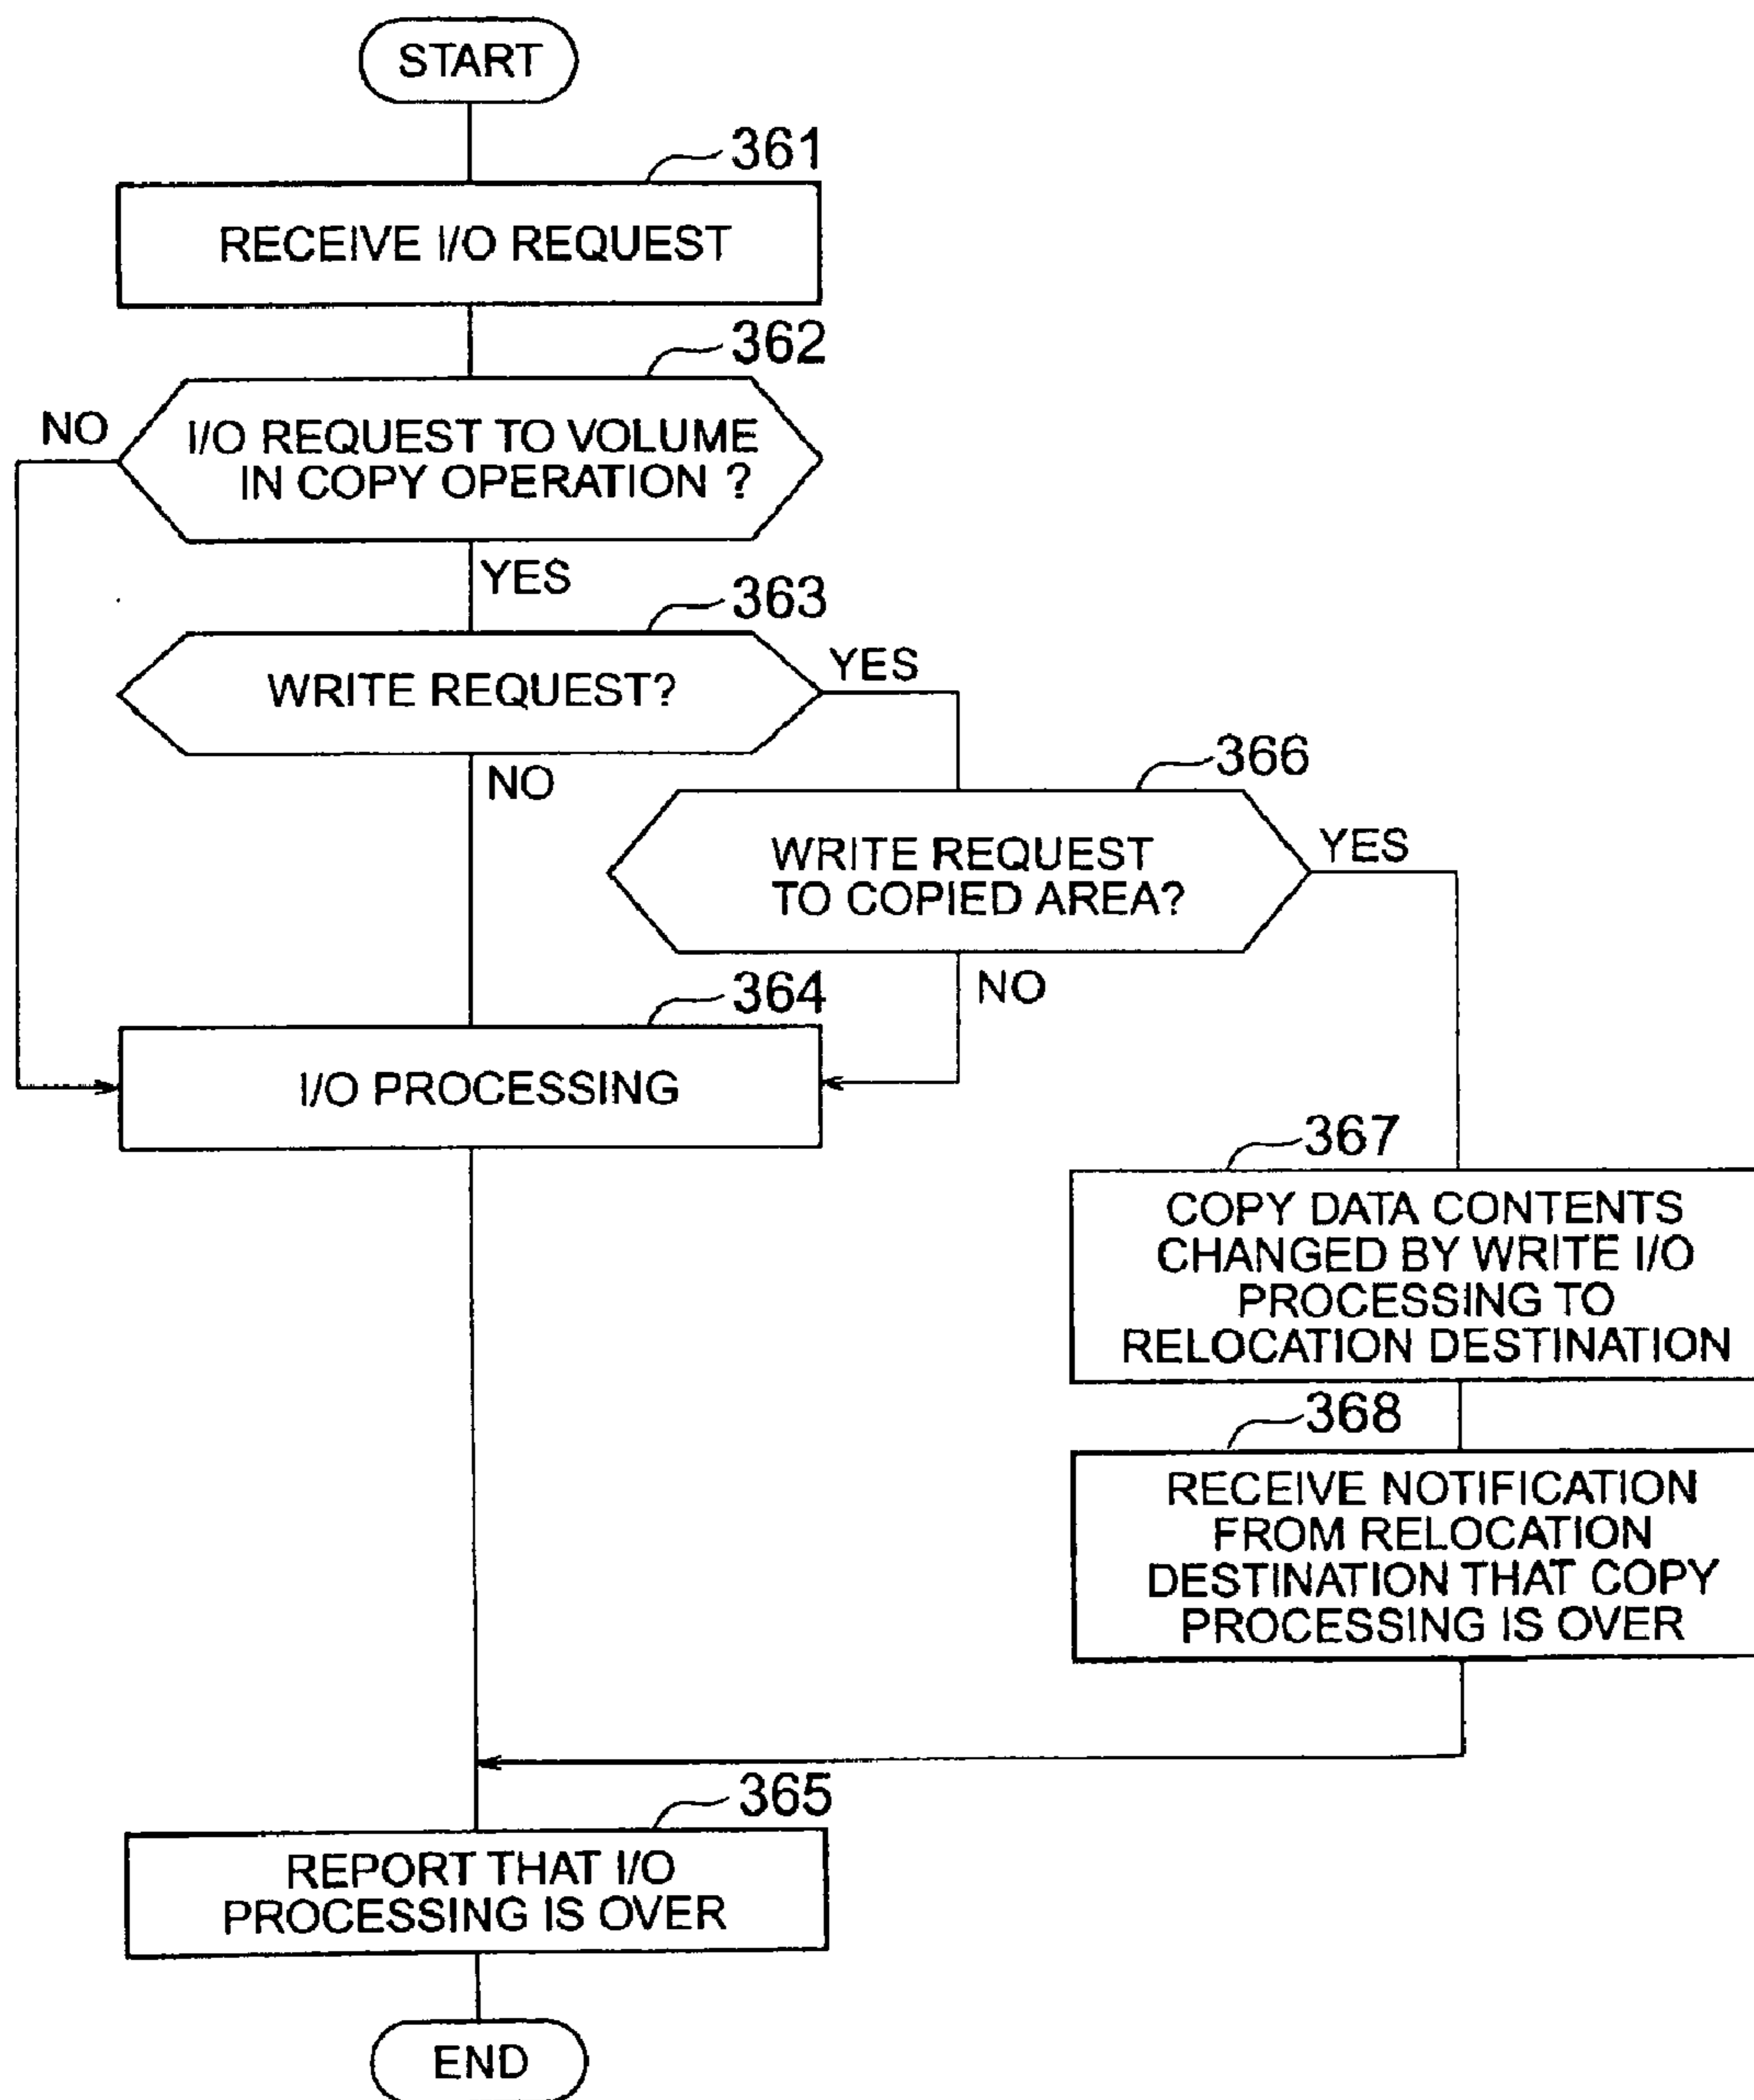 START
361
RECEIVE I/O REQUEST
362
NO
I/O REQUEST TO VOLUME
IN COPY OPERATION ?
YES
363
WRITE REQUEST?
YES
NO
366
WRITE REQUEST
TO COPIED AREA?
YES
NO
364
I/O PROCESSING
367
COPY DATA CONTENTS
CHANGED BY WRITE I/O
PROCESSING TO
RELOCATION DESTINATION
368
RECEIVE NOTIFICATION
FROM RELOCATION
DESTINATION THAT COPY
PROCESSING IS OVER
365
REPORT THAT I/O
PROCESSING IS OVER
END